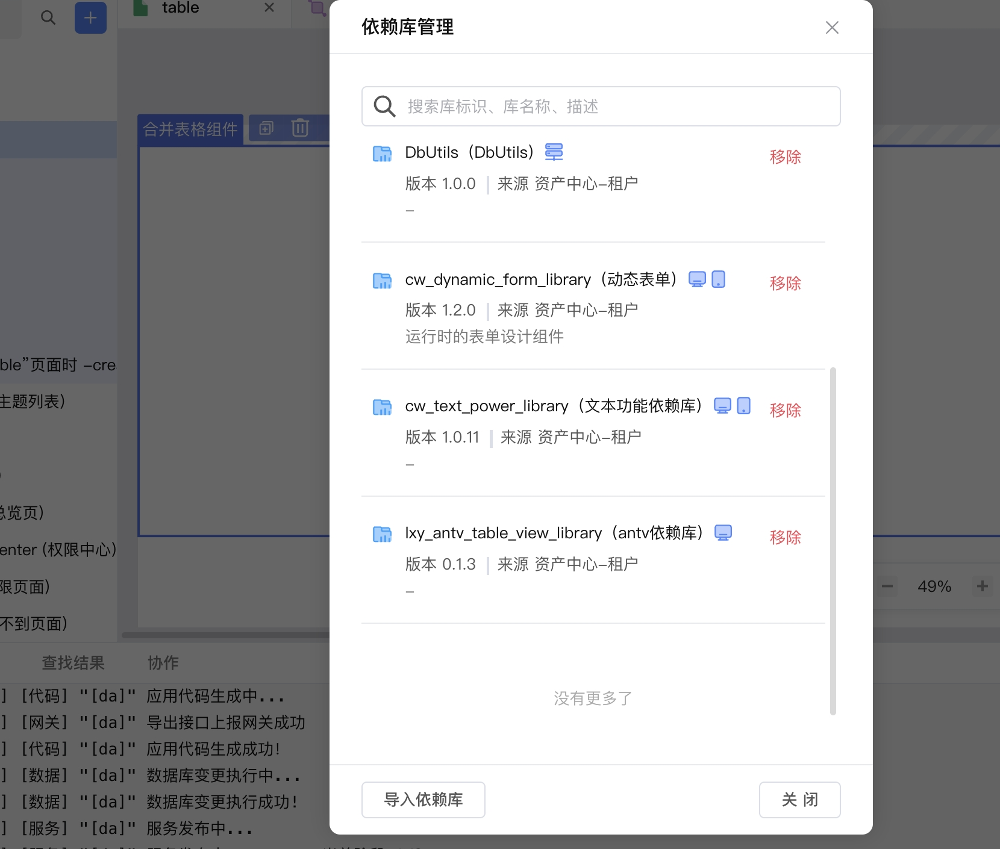 table
依赖库管理
搜索库标识、库名称、描述
合并表格组件
DbUtils（DbUtils）
移除
版本 1.0.0
来源 资产中心-租户
–
cw_dynamic_form_library（动态表单）
移除
版本 1.2.0
来源 资产中心-租户
运行时的表单设计组件
ble”页面时 -cre
主题列表)
cw_text_power_library（文本功能依赖库）
移除
版本 1.0.11
来源 资产中心-租户
–
总览页)
lxy_antv_table_view_library（antv依赖库）
移除
enter (权限中心)
版本 0.1.3
来源 资产中心-租户
–
限页面)
49%
不到页面)
查找结果
协作
没有更多了
] [代码] "[da]" 应用代码生成中...
] [网关] "[da]" 导出接口上报网关成功
] [代码] "[da]" 应用代码生成成功!
] [数据] "[da]" 数据库变更执行中...
] [数据] "[da]" 数据库变更执行成功!
] [服务] "[da]" 服务发布中...
导入依赖库
关 闭